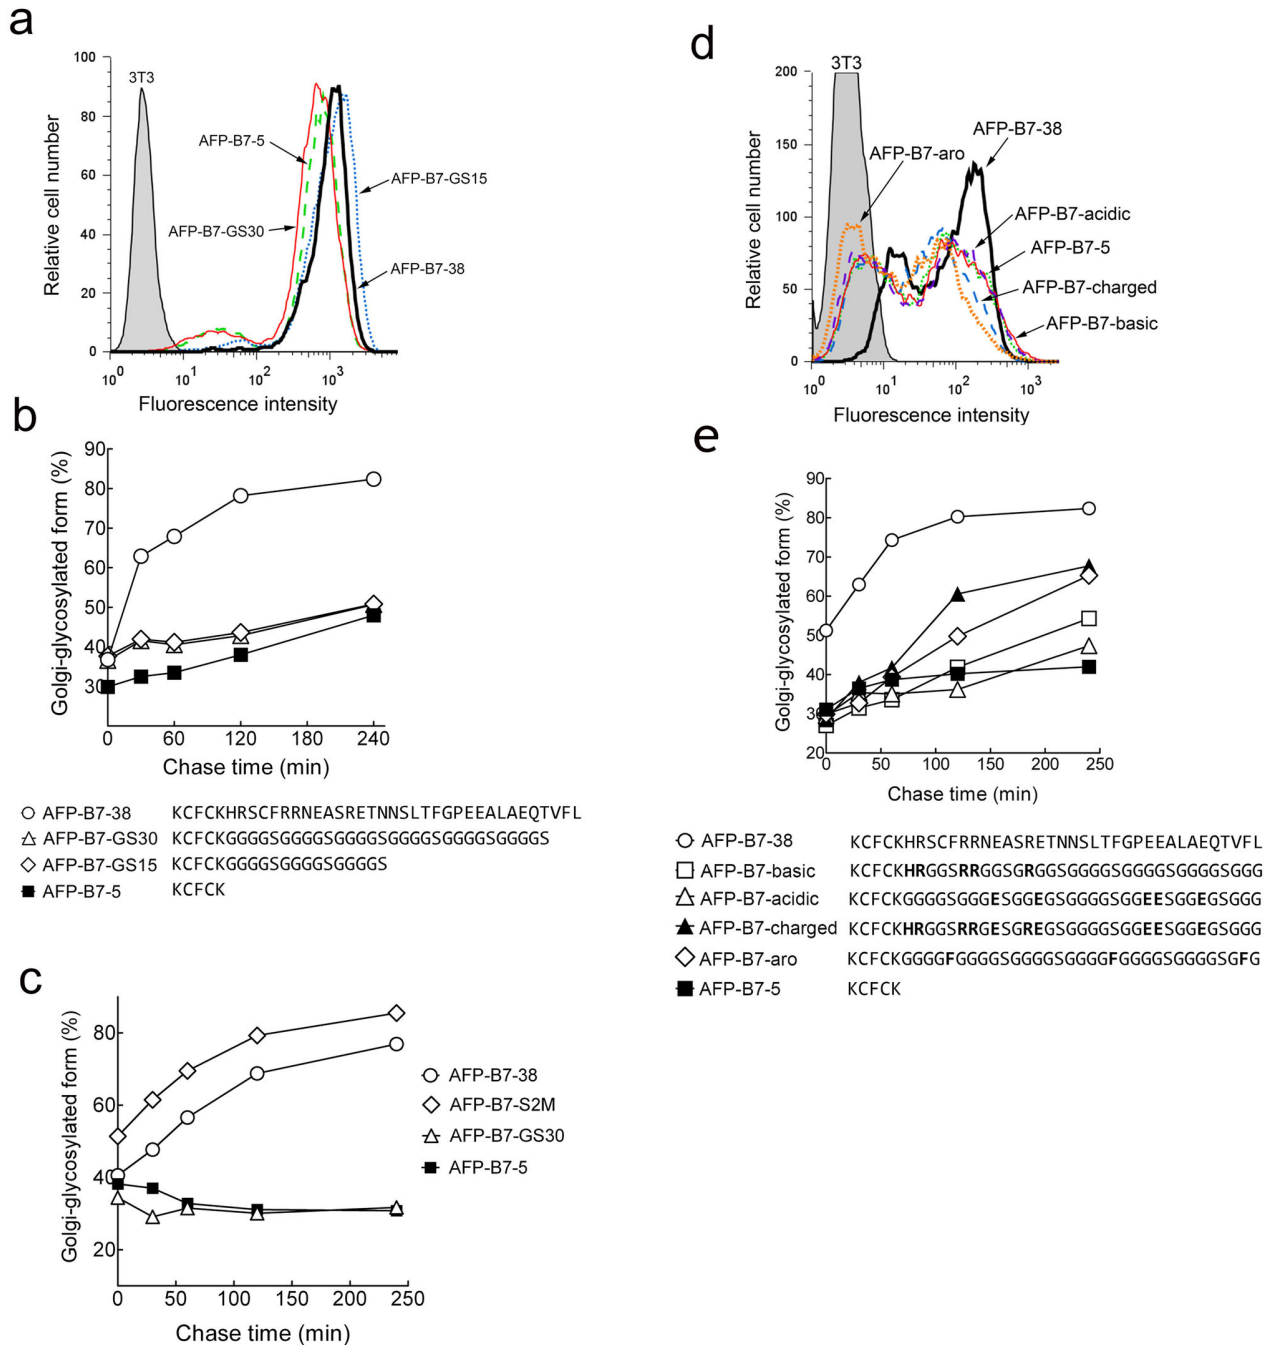 a
100
80
60
40
20
0
Relative cell number
3T3
AFP-B7-5
AFP-B7-GS15
AFP-B7-GS30
AFP-B7-38
10^0 10^1 10^2 10^3
Fluorescence intensity
b
90
80
70
60
50
40
30
Golgi-glycosylated form (%)
0 60 120 180 240
Chase time (min)
AFP-B7-38 KCFCKHRSCFRRNEASRETNNSLTFGPEEALAEQTVFL
AFP-B7-GS30 KCFCKGGGGSGGGGSGGGGSGGGGSGGGGSGGGGS
AFP-B7-GS15 KCFCKGGGGSGGGGSGGGGS
AFP-B7-5 KCFCK
c
80
60
40
20
Golgi-glycosylated form (%)
0 50 100 150 200 250
Chase time (min)
AFP-B7-38
AFP-B7-S2M
AFP-B7-GS30
AFP-B7-5
d
200
150
100
50
0
Relative cell number
3T3
AFP-B7-38
AFP-B7-aro
AFP-B7-acidic
AFP-B7-5
AFP-B7-charged
AFP-B7-basic
10^0 10^1 10^2 10^3
Fluorescence intensity
e
90
80
70
60
50
40
30
20
Golgi-glycosylated form (%)
0 50 100 150 200 250
Chase time (min)
AFP-B7-38 KCFCKHRSCFRRNEASRETNNSLTFGPEEALAEQTVFL
AFP-B7-basic KCFCKHRGGSRRGGSGRGGSGGGGSGGGGSGGGGSGGG
AFP-B7-acidic KCFCKGGGGSGGGESGGEGSGGGGSGGEESGGEGSGGG
AFP-B7-charged KCFCKHRGGSRRGESGREGSGGGGSGGEESGGEGSGGG
AFP-B7-aro KCFCKGGGGFGGGGSGGGGSGGGGFGGGGSGGGGSGFG
AFP-B7-5 KCFCK